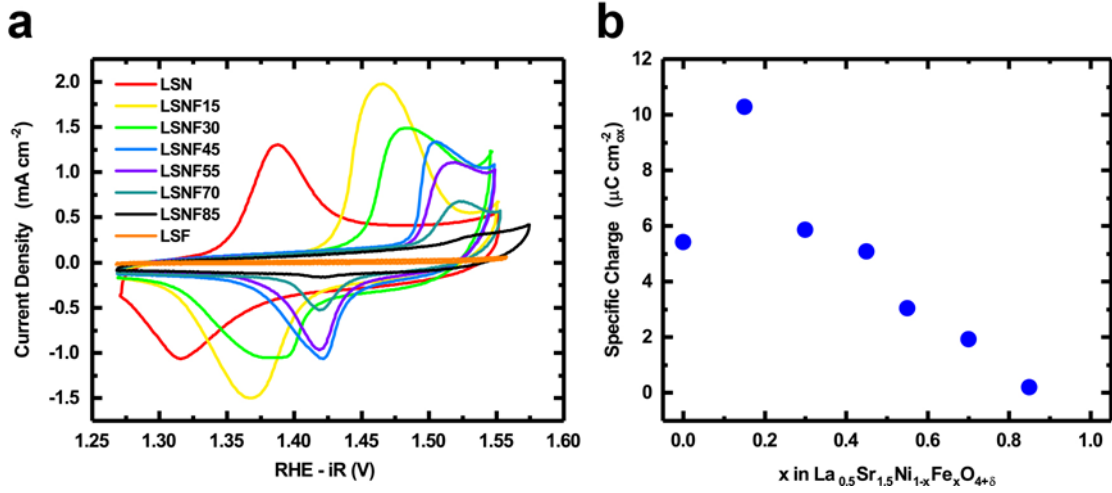 a
2.0
1.5
1.0
0.5
0.0
-0.5
-1.0
-1.5
Current Density (mA cm⁻²)
LSN
LSNF15
LSNF30
LSNF45
LSNF55
LSNF70
LSNF85
LSF
1.25 1.30 1.35 1.40 1.45 1.50 1.55 1.60
RHE - iR (V)
b
12
10
8
6
4
2
0
Specific Charge (μC cm⁻²ₒₓ)
0.0 0.2 0.4 0.6 0.8 1.0
x in La₀.₅Sr₁.₅Ni₁₋ₓFeₓO₄₊δ